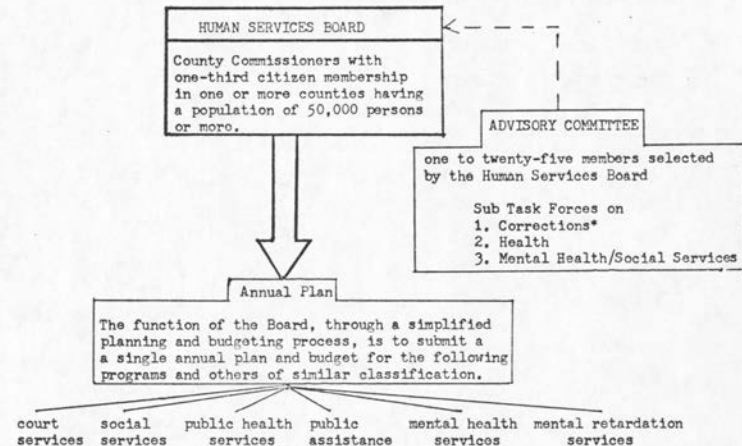 HUMAN SERVICES BOARD
County Commissioners with
one-third citizen membership
in one or more counties having
a population of 50,000 persons
or more.
ADVISORY COMMITTEE
one to twenty-five members selected
by the Human Services Board
Sub Task Forces on
1. Corrections*
2. Health
3. Mental Health/Social Services
Annual Plan
The function of the Board, through a simplified
planning and budgeting process, is to submit a
a single annual plan and budget for the following
programs and others of similar classification.
court social public health public mental health mental retardation
services services services assistance services services